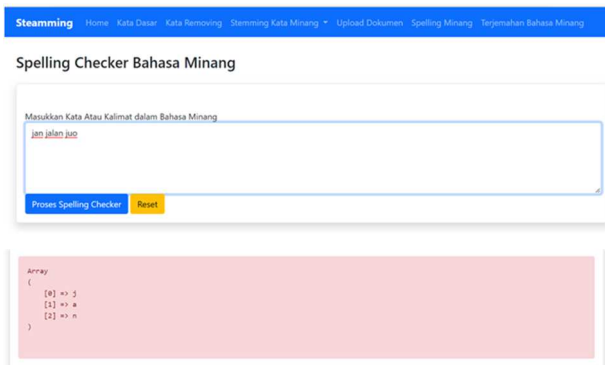 Steamming Home Kata Dasar Kata Removing Stemming Kata Minang Upload Dokumen Spelling Minang Terjemahan Bahasa Minang
Spelling Checker Bahasa Minang
Masukkan Kata Atau Kalimat dalam Bahasa Minang
jan jalan juo
Proses Spelling Checker Reset
Array
(
[0] => j
[1] => a
[2] => n
)